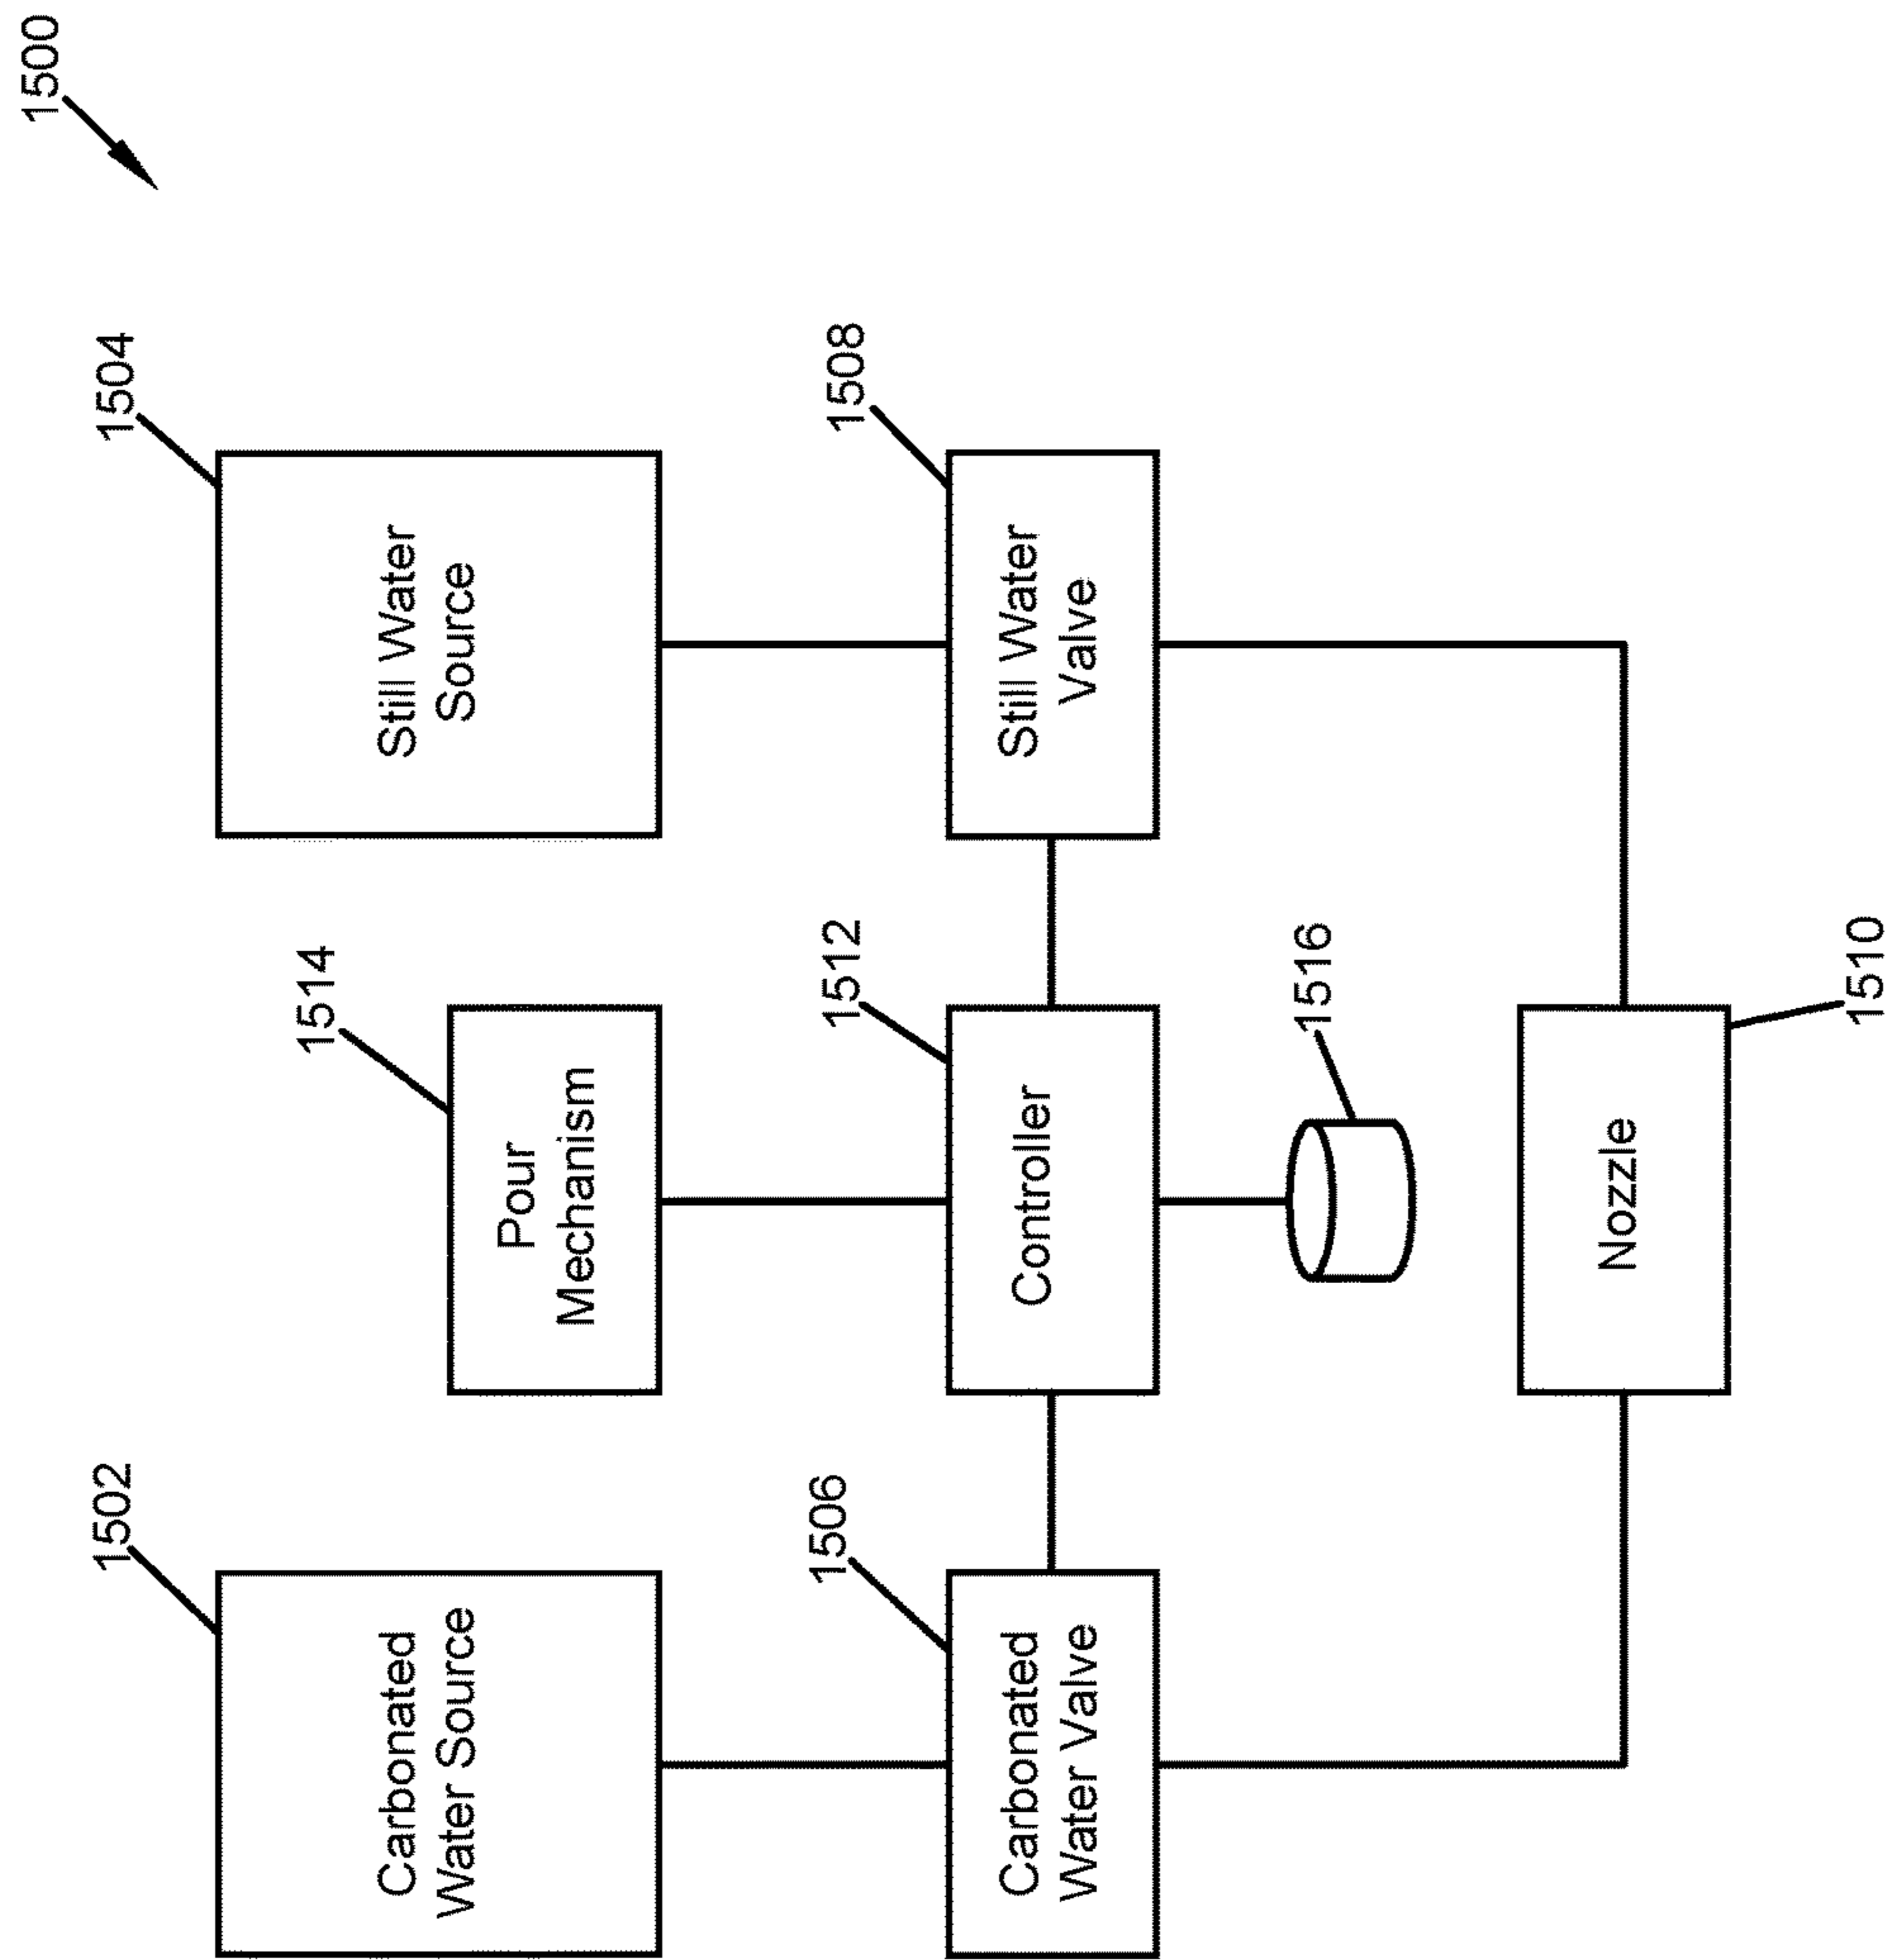 1500
1502
Carbonated
Water Source
1514
Pour
Mechanism
1504
Still Water
Source
1506
Carbonated
Water Valve
1512
Controller
1508
Still Water
Valve
1516
Nozzle
1510